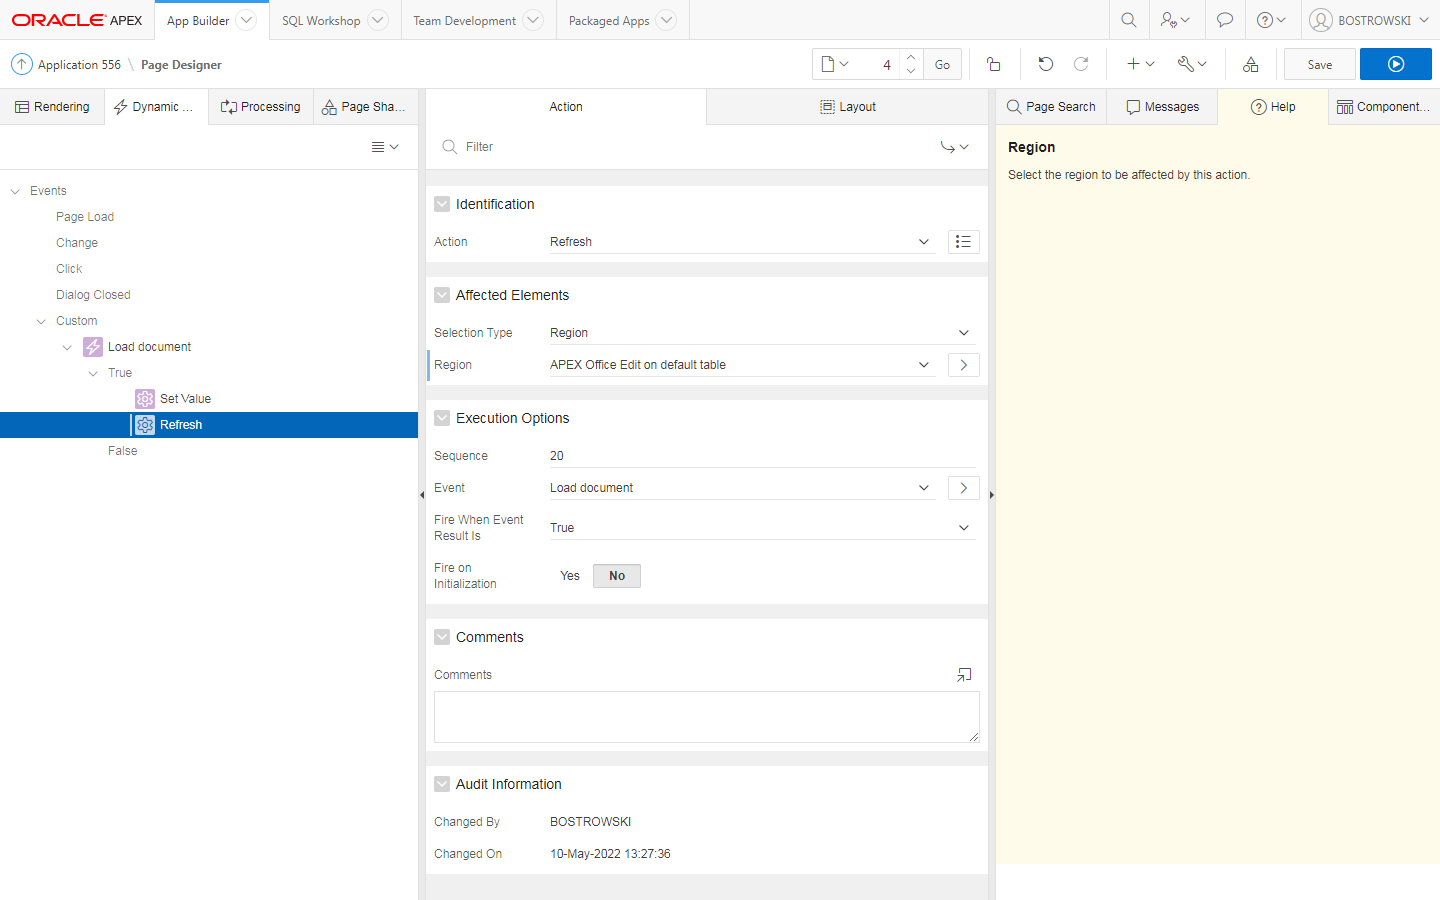 ORACLE APEX App Builder SQL Workshop Team Development Packaged Apps BOSTROWSKI
Application 556 \ Page Designer 4 Go Save
Rendering Dynamic ... Processing Page Sha... Action Layout Page Search Messages Help Component...
Filter
Region
Select the region to be affected by this action.
Events
Page Load
Change
Click
Dialog Closed
Custom
Load document
True
Set Value
Refresh
False
Identification
Action Refresh
Affected Elements
Selection Type Region
Region APEX Office Edit on default table
Execution Options
Sequence 20
Event Load document
Fire When Event
Result Is True
Fire on
Initialization Yes No
Comments
Comments
Audit Information
Changed By BOSTROWSKI
Changed On 10-May-2022 13:27:36